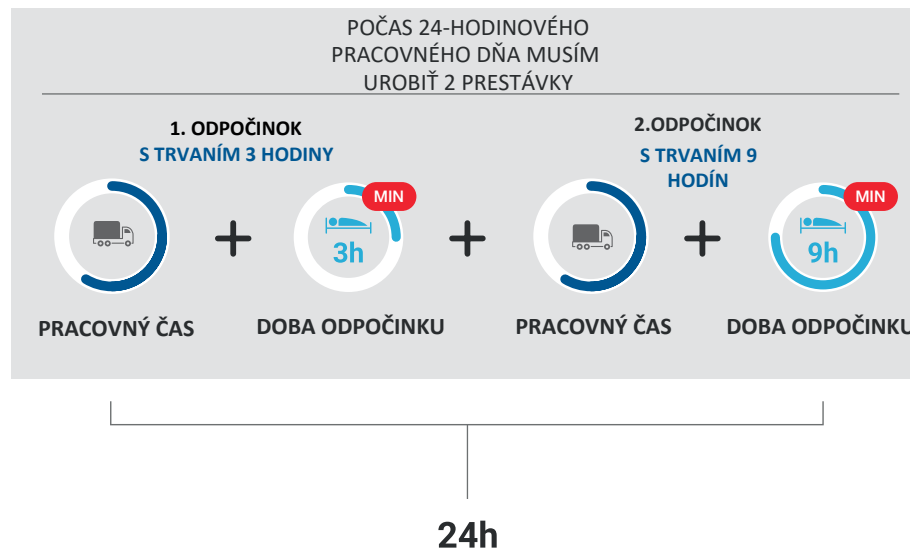 POČAS 24-HODINOVÉHO
PRACOVNÉHO DŇA MUSÍM
UROBIŤ 2 PRESTÁVKY
1. ODPOČINOK
S TRVANÍM 3 HODINY
2.ODPOČINOK
S TRVANÍM 9
HODÍN
MIN
3h
MIN
9h
PRACOVNÝ ČAS
DOBA ODPOČINKU
PRACOVNÝ ČAS
DOBA ODPOČINKU
24h